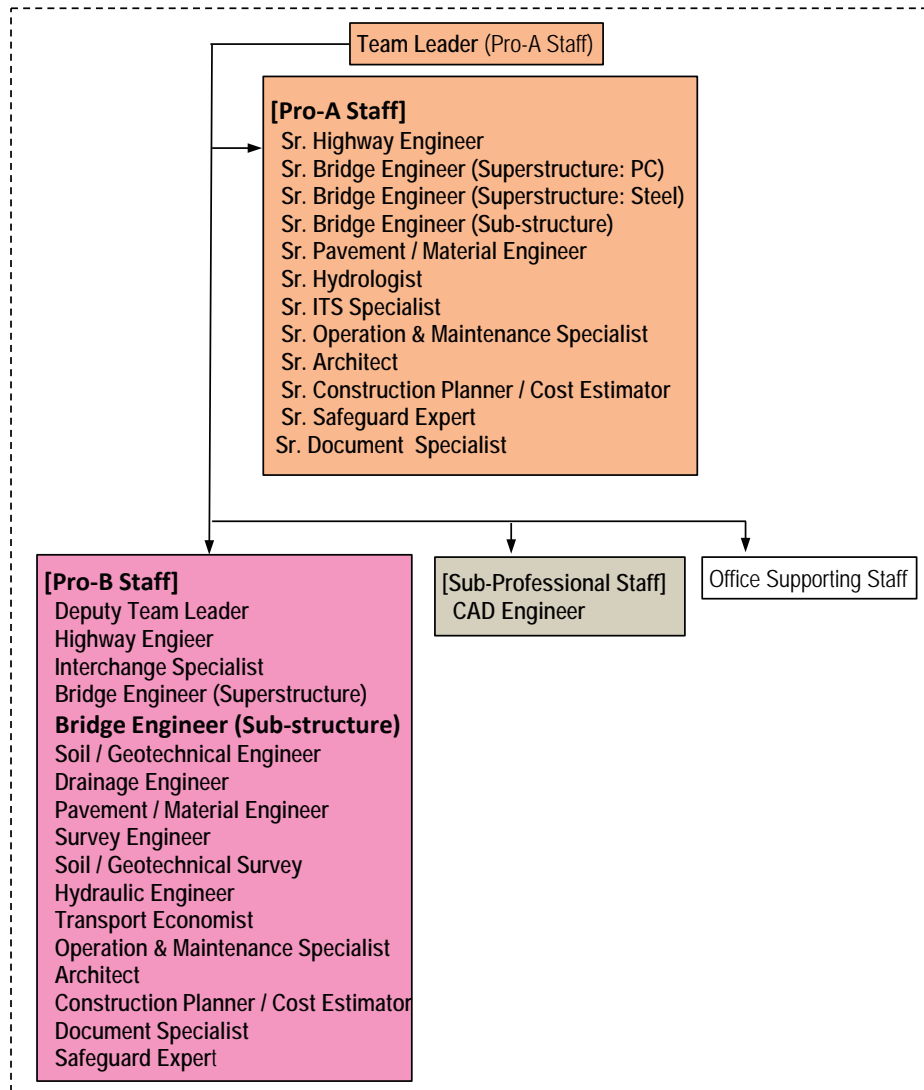 Team Leader (Pro-A Staff)
[Pro-A Staff]
Sr. Highway Engineer
Sr. Bridge Engineer (Superstructure: PC)
Sr. Bridge Engineer (Superstructure: Steel)
Sr. Bridge Engineer (Sub-structure)
Sr. Pavement / Material Engineer
Sr. Hydrologist
Sr. ITS Specialist
Sr. Operation & Maintenance Specialist
Sr. Architect
Sr. Construction Planner / Cost Estimator
Sr. Safeguard Expert
Sr. Document Specialist
[Pro-B Staff]
Deputy Team Leader
Highway Engieer
Interchange Specialist
Bridge Engineer (Superstructure)
Bridge Engineer (Sub-structure)
Soil / Geotechnical Engineer
Drainage Engineer
Pavement / Material Engineer
Survey Engineer
Soil / Geotechnical Survey
Hydraulic Engineer
Transport Economist
Operation & Maintenance Specialist
Architect
Construction Planner / Cost Estimator
Document Specialist
Safeguard Expert
[Sub-Professional Staff]
CAD Engineer
Office Supporting Staff